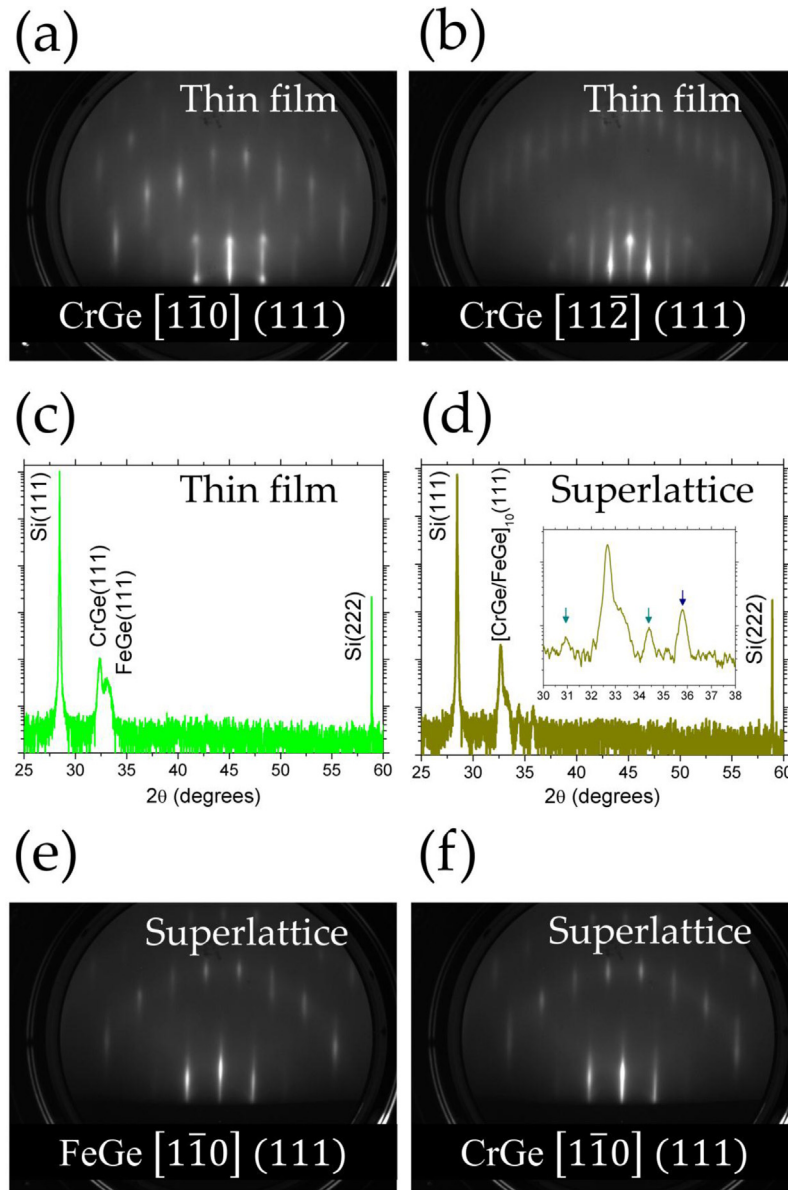 (a)
Thin film
CrGe [11̄0] (111)
(b)
Thin film
CrGe [112̄] (111)
(c)
Thin film
Si(111)
CrGe(111)
FeGe(111)
Si(222)
25 30 35 40 45 50 55 60
2θ (degrees)
(d)
Superlattice
Si(111)
[CrGe/FeGe]₁₀(111)
Si(222)
30 31 32 33 34 35 36 37 38
25 30 35 40 45 50 55 60
2θ (degrees)
(e)
Superlattice
FeGe [11̄0] (111)
(f)
Superlattice
CrGe [11̄0] (111)